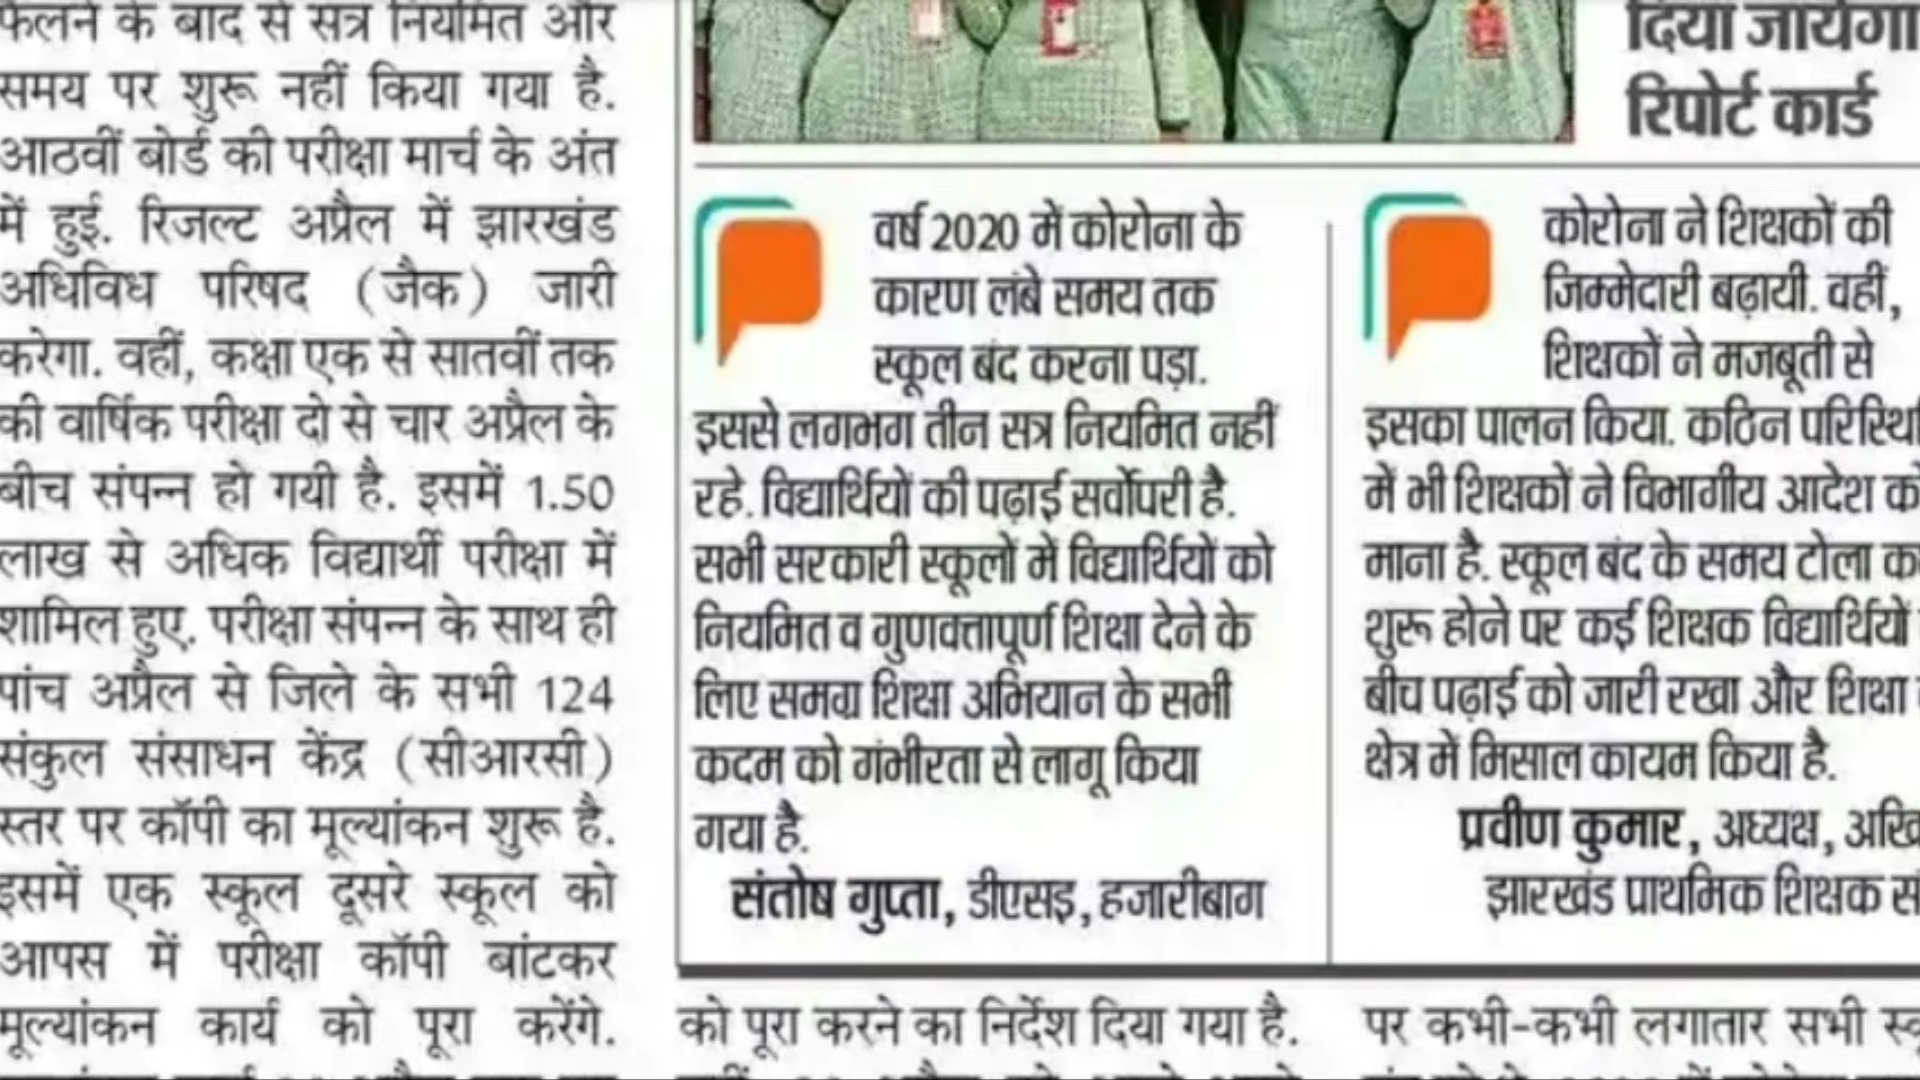 फैलने के बाद से सत्र नियमित और
समय पर शुरू नहीं किया गया है.
आठवीं बोर्ड की परीक्षा मार्च के अंत
में हुई. रिजल्ट अप्रैल में झारखंड
अधिविध परिषद (जैक) जारी
करेगा. वहीं, कक्षा एक से सातवीं तक
की वार्षिक परीक्षा दो से चार अप्रैल के
बीच संपन्न हो गयी है. इसमें 1.50
लाख से अधिक विद्यार्थी परीक्षा में
शामिल हुए. परीक्षा संपन्न के साथ ही
पांच अप्रैल से जिले के सभी 124
संकुल संसाधन केंद्र (सीआरसी)
स्तर पर कॉपी का मूल्यांकन शुरू है.
इसमें एक स्कूल दूसरे स्कूल को
आपस में परीक्षा कॉपी बांटकर
मूल्यांकन कार्य को पूरा करेंगे.
दिया जायेगा
रिपोर्ट कार्ड
वर्ष 2020 में कोरोना के
कारण लंबे समय तक
स्कूल बंद करना पड़ा.
इससे लगभग तीन सत्र नियमित नहीं
रहे. विद्यार्थियों की पढ़ाई सर्वोपरी है.
सभी सरकारी स्कूलों में विद्यार्थियों को
नियमित व गुणवत्तापूर्ण शिक्षा देने के
लिए समग्र शिक्षा अभियान के सभी
कदम को गंभीरता से लागू किया
गया है.
संतोष गुप्ता, डीएसइ, हजारीबाग
कोरोना ने शिक्षकों की
जिम्मेदारी बढ़ायी. वहीं,
शिक्षकों ने मजबूती से
इसका पालन किया. कठिन
में भी शिक्षकों ने विभागीय आदेश
माना है. स्कूल बंद के समय टोला
शुरू होने पर कई शिक्षक विद्यार्थियों
बीच पढ़ाई को जारी रखा और शिक्षा
क्षेत्र में मिसाल कायम किया है.
प्रवीण कुमार, अध्यक्ष,
झारखंड प्राथमिक शिक्षक
को पूरा करने का निर्देश दिया गया है.
पर कभी-कभी लगातार सभी